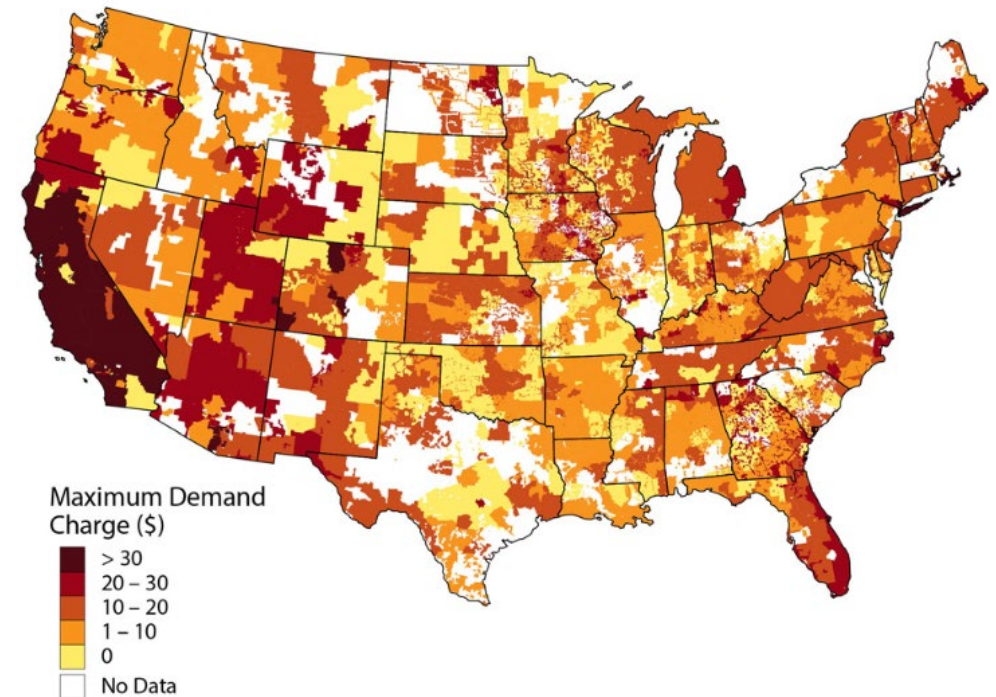 Maximum Demand
Charge ($)
> 30
20 – 30
10 – 20
1 – 10
0
No Data